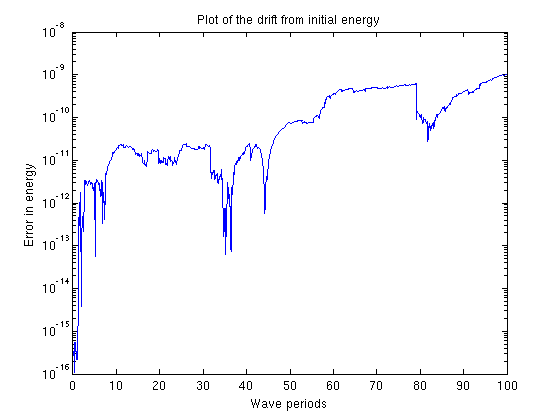 Plot of the drift from initial energy
10^-8
10^-9
10^-10
10^-11
10^-12
10^-13
10^-14
10^-15
10^-16
Error in energy
0 10 20 30 40 50 60 70 80 90 100
Wave periods